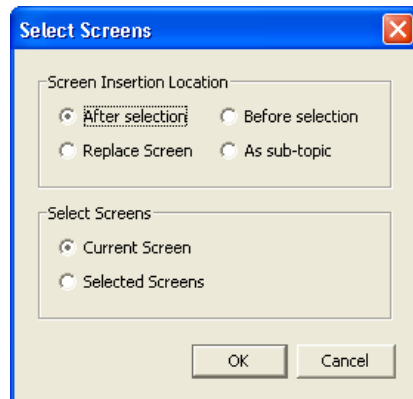 Select Screens
Screen Insertion Location
After selection Before selection
Replace Screen As sub-topic
Select Screens
Current Screen
Selected Screens
OK Cancel